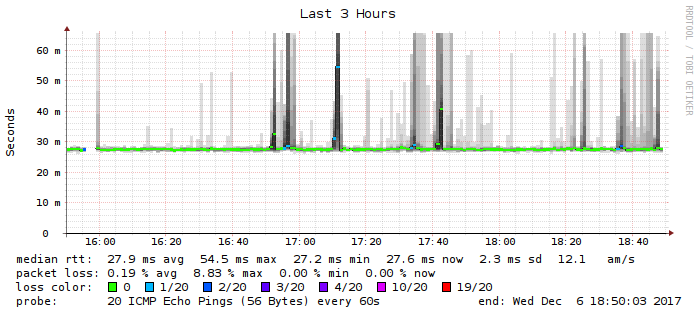 Last 3 Hours
RRDTOOL / TOBI OETIKER
Seconds
60 m
50 m
40 m
30 m
20 m
10 m
0
16:00 16:20 16:40 17:00 17:20 17:40 18:00 18:20 18:40
median rtt: 27.9 ms avg 54.5 ms max 27.2 ms min 27.6 ms now 2.3 ms sd 12.1 am/s
packet loss: 0.19 % avg 8.83 % max 0.00 % min 0.00 % now
loss color: 0 1/20 2/20 3/20 4/20 10/20 19/20
probe: 20 ICMP Echo Pings (56 Bytes) every 60s end: Wed Dec 6 18:50:03 2017